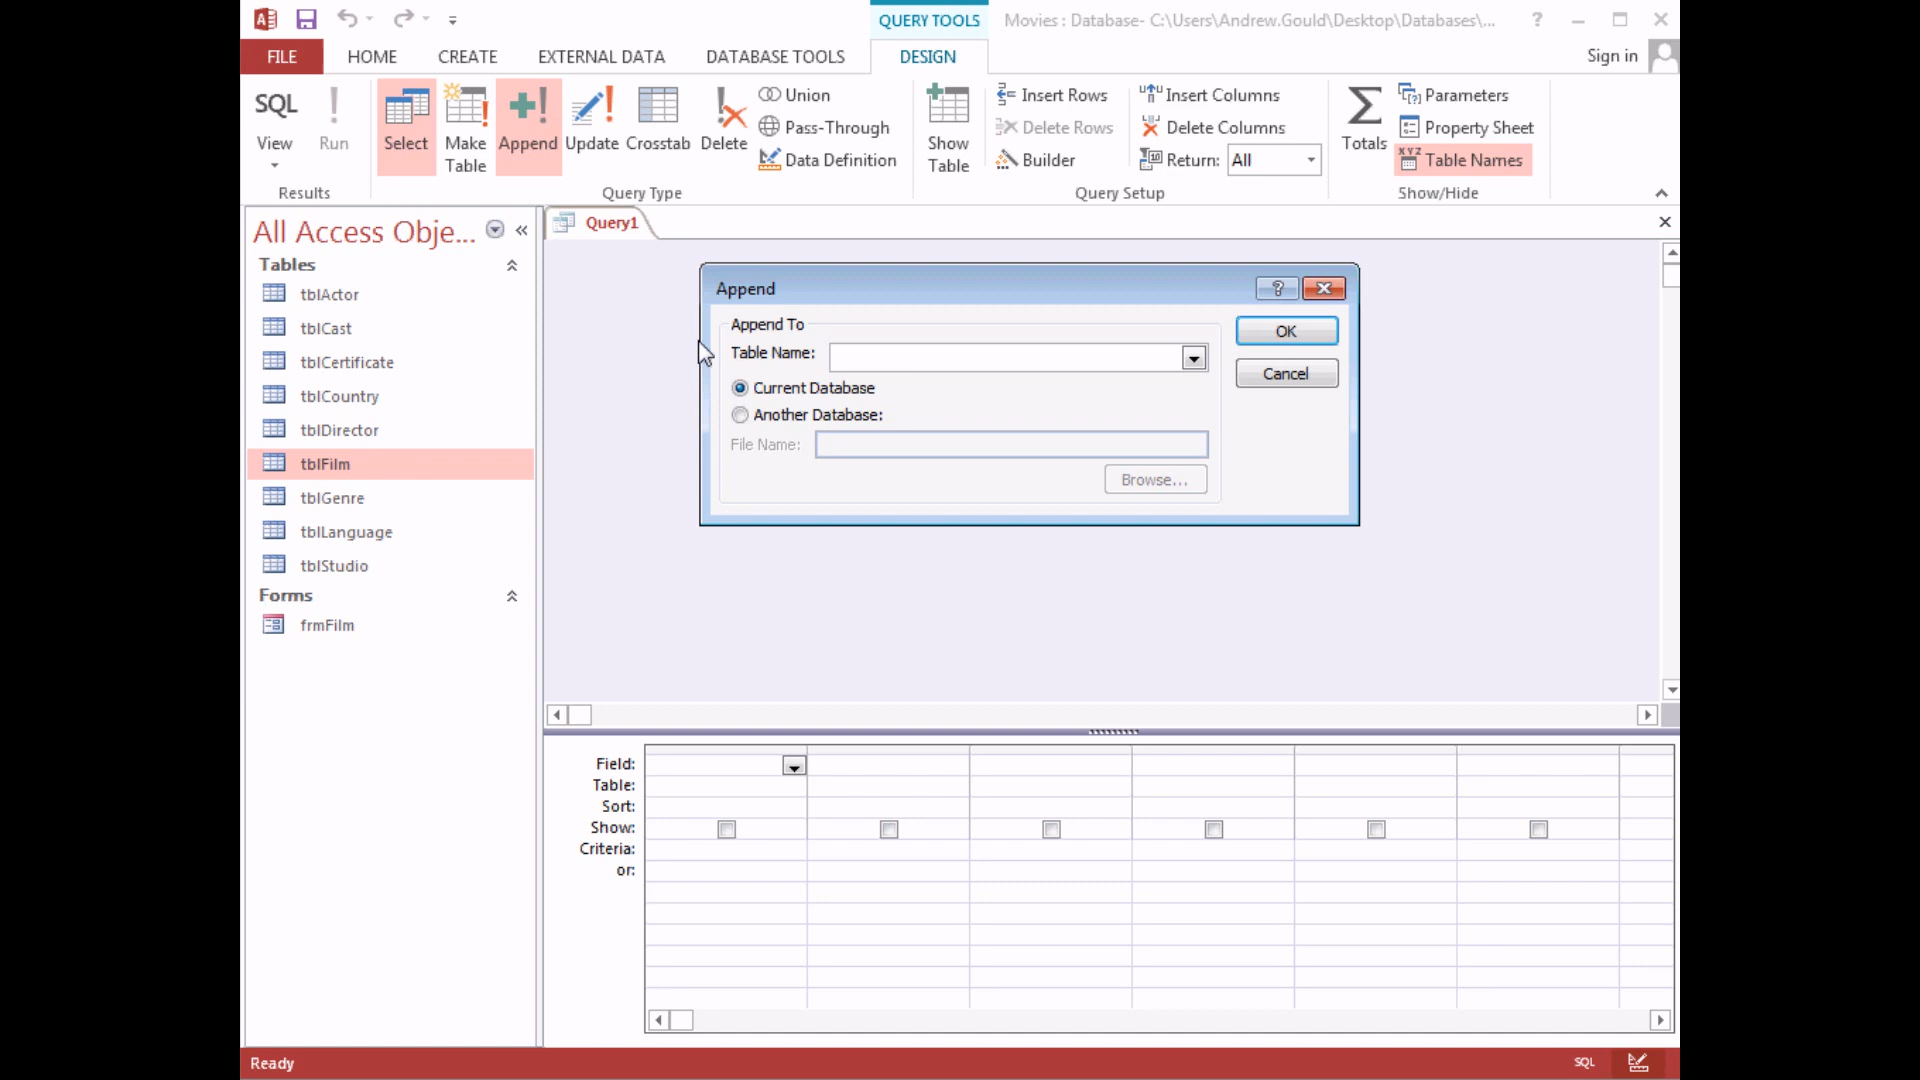 QUERY TOOLS
Movies : Database- C:\Users\Andrew.Gould\Desktop\Databases\...
?
FILE
HOME
CREATE
EXTERNAL DATA
DATABASE TOOLS
DESIGN
Sign in
SQL
View
Run
Results
Select
Make
Table
Append
Update
Crosstab
Delete
Union
Pass-Through
Data Definition
Query Type
Show
Table
Insert Rows
Delete Rows
Builder
Insert Columns
Delete Columns
Return: All
Query Setup
Totals
Parameters
Property Sheet
Table Names
Show/Hide
All Access Obje...
Tables
tblActor
tblCast
tblCertificate
tblCountry
tblDirector
tblFilm
tblGenre
tblLanguage
tblStudio
Forms
frmFilm
Query1
Append
?
Append To
Table Name:
Current Database
Another Database:
File Name:
Browse...
OK
Cancel
Field:
Table:
Sort:
Show:
Criteria:
or:
Ready
SQL